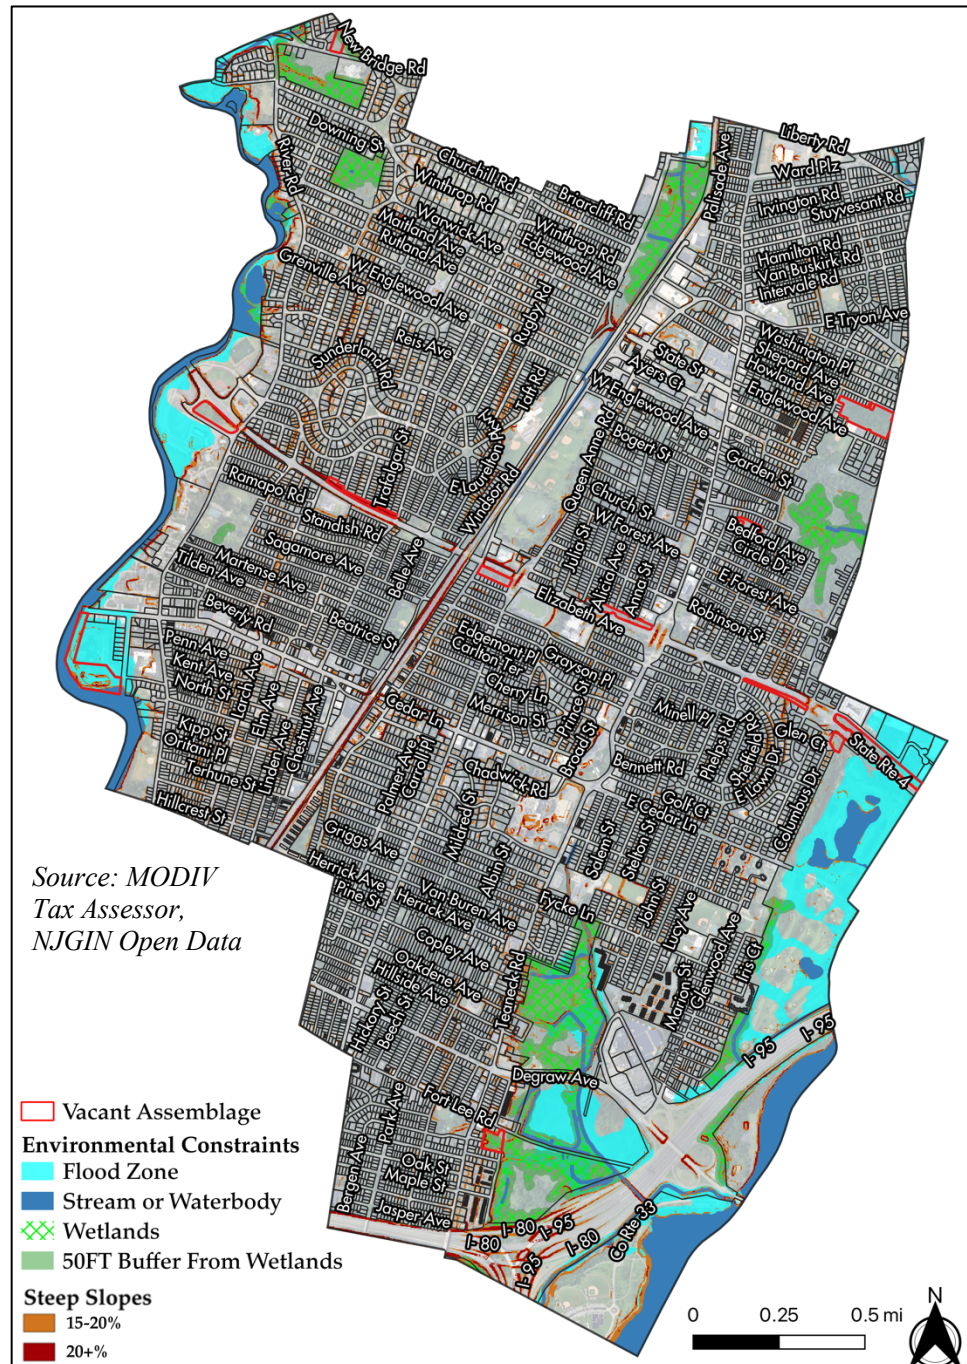 New Bridge Rd
Liberty Rd
Ward Plz
Downing St
Churchill Rd
Palisade Ave
River Rd
Winthrop Rd
Briarcliff Rd
Irvington Rd
Stuyvesant Rd
Warwick Ave
Maitland Ave
Rutland Ave
Winthrop Rd
Edgewood Ave
Hamilton Rd
Van Buskirk Rd
Intervale Rd
Grenville Ave
W Englewood Ave
Rugby Rd
E Tryon Ave
Reis Ave
Washington Pl
Shepard Ave
Howland Ave
Englewood Ave
State St
Ayers Ct
Sunderland Rd
Taft Rd
W Englewood Ave
E Laurelton Pkwy
Queen Anne Rd
Bogert St
Garden St
Trafalgar St
Windsor Rd
Ramapo Rd
Standish Rd
Church St
W Forest Ave
Bedford Ave
Circle Dr
Sagamore Ave
Julia St
Anna St
Martense Ave
Tilden Ave
Belle Ave
E Forest Ave
Beverly Rd
Beatrice St
Elizabeth Ave
Robinson St
Penn Ave
Kent Ave
North St
Larch Ave
Edgemont Pl
Carlton Ter
Grayson Pl
Cherry Ln
Merrison St
Prince St
Minell Pl
Phelps Rd
Sheffield
Glen Ct
State Rte 4
Elm Ave
Linden Ave
Chestnut Ave
Cedar Ln
Kipp St
Oritani Pl
Terhune St
Palmer Ave
Carroll Pl
Broad St
Bennett Rd
E Lawn Dr
Columbus Dr
Chadwick Rd
Golf Ct
E Cedar Ln
Hillcrest St
Mildred St
Griggs Ave
Salem St
Stelton St
Herrick Ave
Pine St
Albin St
John St
Source: MODIV
Tax Assessor,
NJGIN Open Data
Van Buren Ave
Herrick Ave
Fycke Ln
Lucy Ave
Copley Ave
Glenwood Ave
Iris Ct
Oakdene Ave
Hillside Ave
Teaneck Rd
Marion St
Hickory St
Beech St
I- 95
I- 95
Degraw Ave
Fort Lee Rd
Park Ave
Bergen Ave
Oak St
Maple St
Jasper Ave
I- 80
I- 80
I- 95
I- 80
I- 95
Co Rte 33
Vacant Assemblage
Environmental Constraints
Flood Zone
Stream or Waterbody
Wetlands
50FT Buffer From Wetlands
Steep Slopes
15-20%
20+%
0 0.25 0.5 mi
N